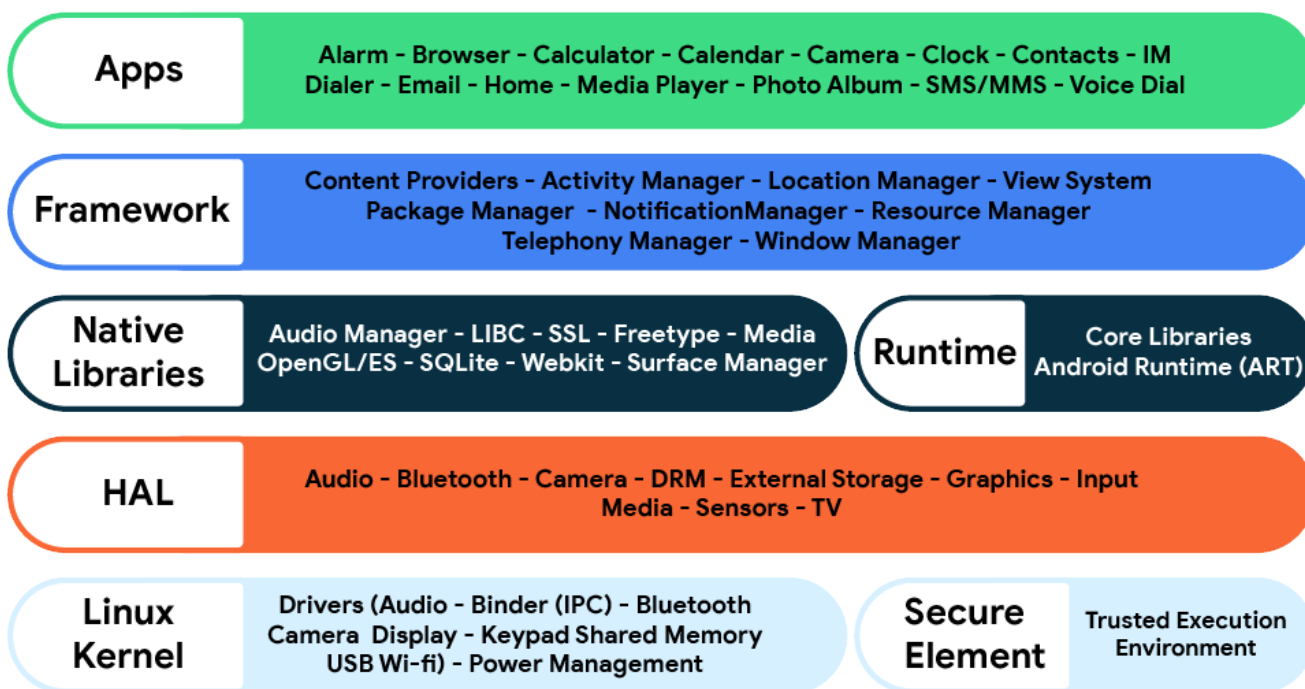 Apps
Alarm - Browser - Calculator - Calendar - Camera - Clock - Contacts - IM
Dialer - Email - Home - Media Player - Photo Album - SMS/MMS - Voice Dial
Framework
Content Providers - Activity Manager - Location Manager - View System
Package Manager - NotificationManager - Resource Manager
Telephony Manager - Window Manager
Native
Libraries
Audio Manager - LIBC - SSL - Freetype - Media
OpenGL/ES - SQLite - Webkit - Surface Manager
Runtime
Core Libraries
Android Runtime (ART)
HAL
Audio - Bluetooth - Camera - DRM - External Storage - Graphics - Input
Media - Sensors - TV
Linux
Kernel
Drivers (Audio - Binder (IPC) - Bluetooth
Camera Display - Keypad Shared Memory
USB Wi-fi) - Power Management
Secure
Element
Trusted Execution
Environment